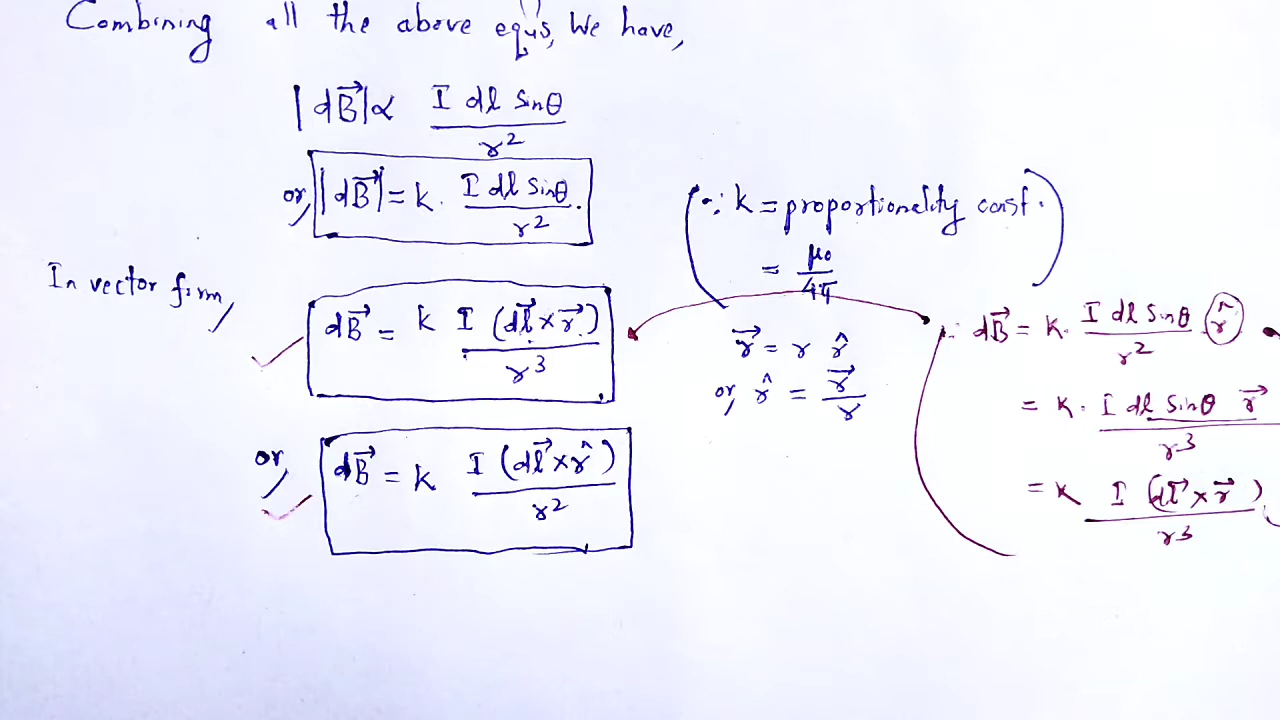 Combining all the above eqns, We have,
|dB⃗| ∝ I dl sinθ / r²
or, |dB⃗| = k. I dl sinθ / r².
(∵ k = proportionality const.
= μ₀ / 4π )
In vector form,
dB⃗ = k I (dl⃗ × r⃗) / r³
r⃗ = r r̂
or, r̂ = r⃗ / r
∴ dB⃗ = K. I dl sinθ r̂ / r²
= K. I dl sinθ r⃗ / r³
= K I (dl⃗ × r⃗) / r³
or, dB⃗ = k I (dl⃗ × r̂) / r²